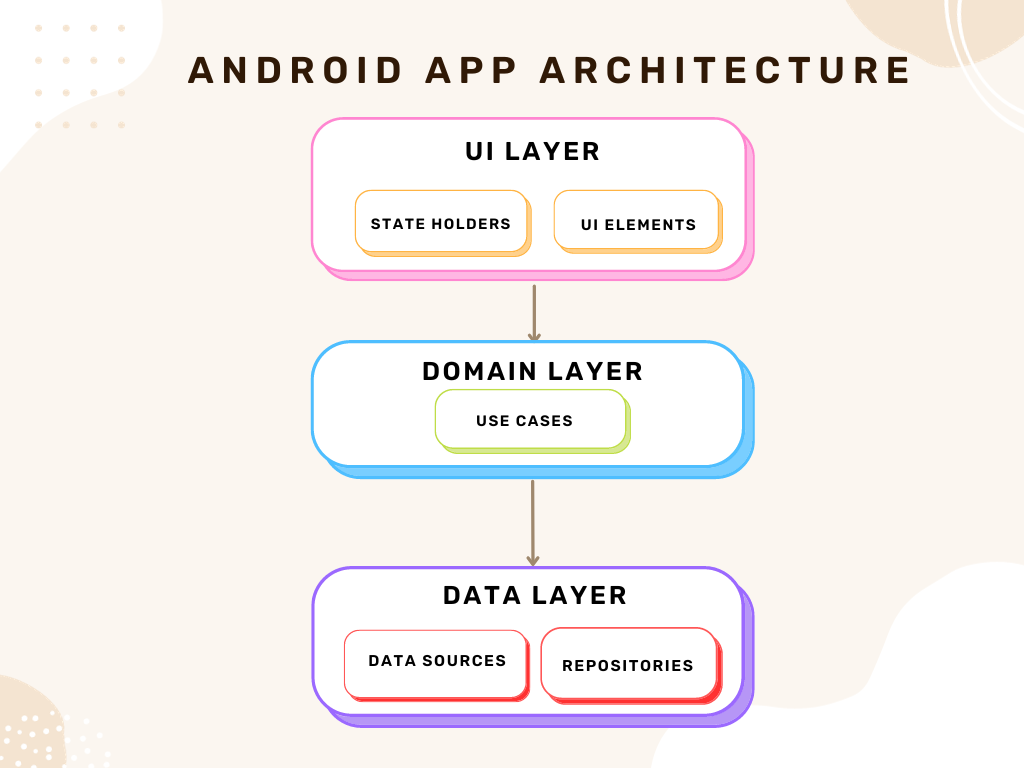 ANDROID APP ARCHITECTURE
UI LAYER
STATE HOLDERS
UI ELEMENTS
DOMAIN LAYER
USE CASES
DATA LAYER
DATA SOURCES
REPOSITORIES